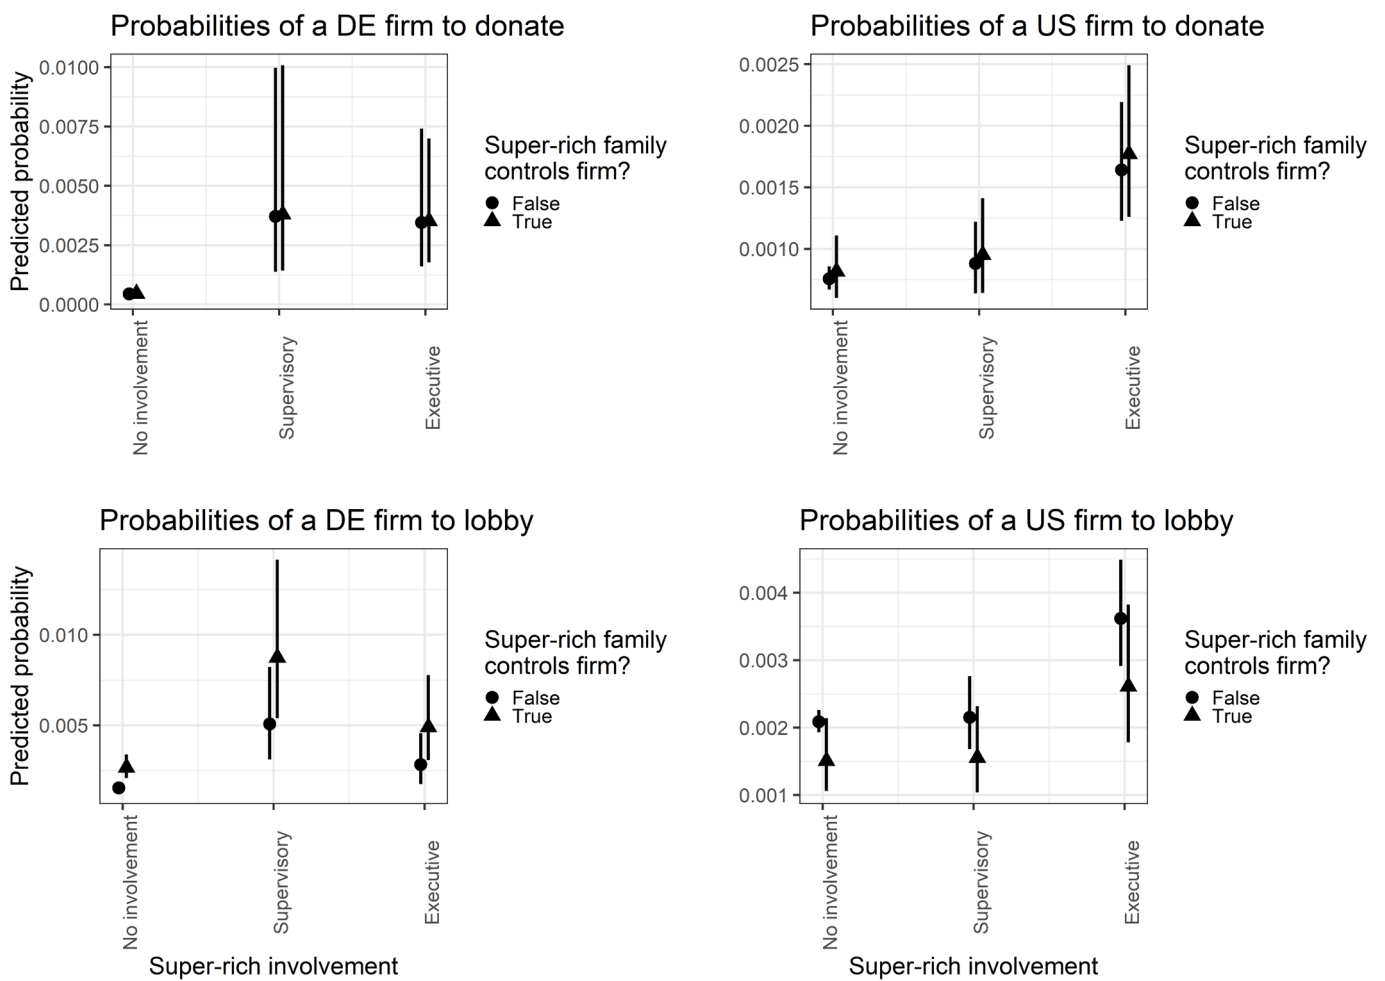 Probabilities of a DE firm to donate
Predicted probability
0.0100
0.0075
0.0050
0.0025
0.0000
No involvement
Supervisory
Executive
Super-rich family
controls firm?
False
True
Probabilities of a US firm to donate
0.0025
0.0020
0.0015
0.0010
No involvement
Supervisory
Executive
Super-rich family
controls firm?
False
True
Probabilities of a DE firm to lobby
Predicted probability
0.010
0.005
No involvement
Supervisory
Executive
Super-rich involvement
Super-rich family
controls firm?
False
True
Probabilities of a US firm to lobby
0.004
0.003
0.002
0.001
No involvement
Supervisory
Executive
Super-rich involvement
Super-rich family
controls firm?
False
True